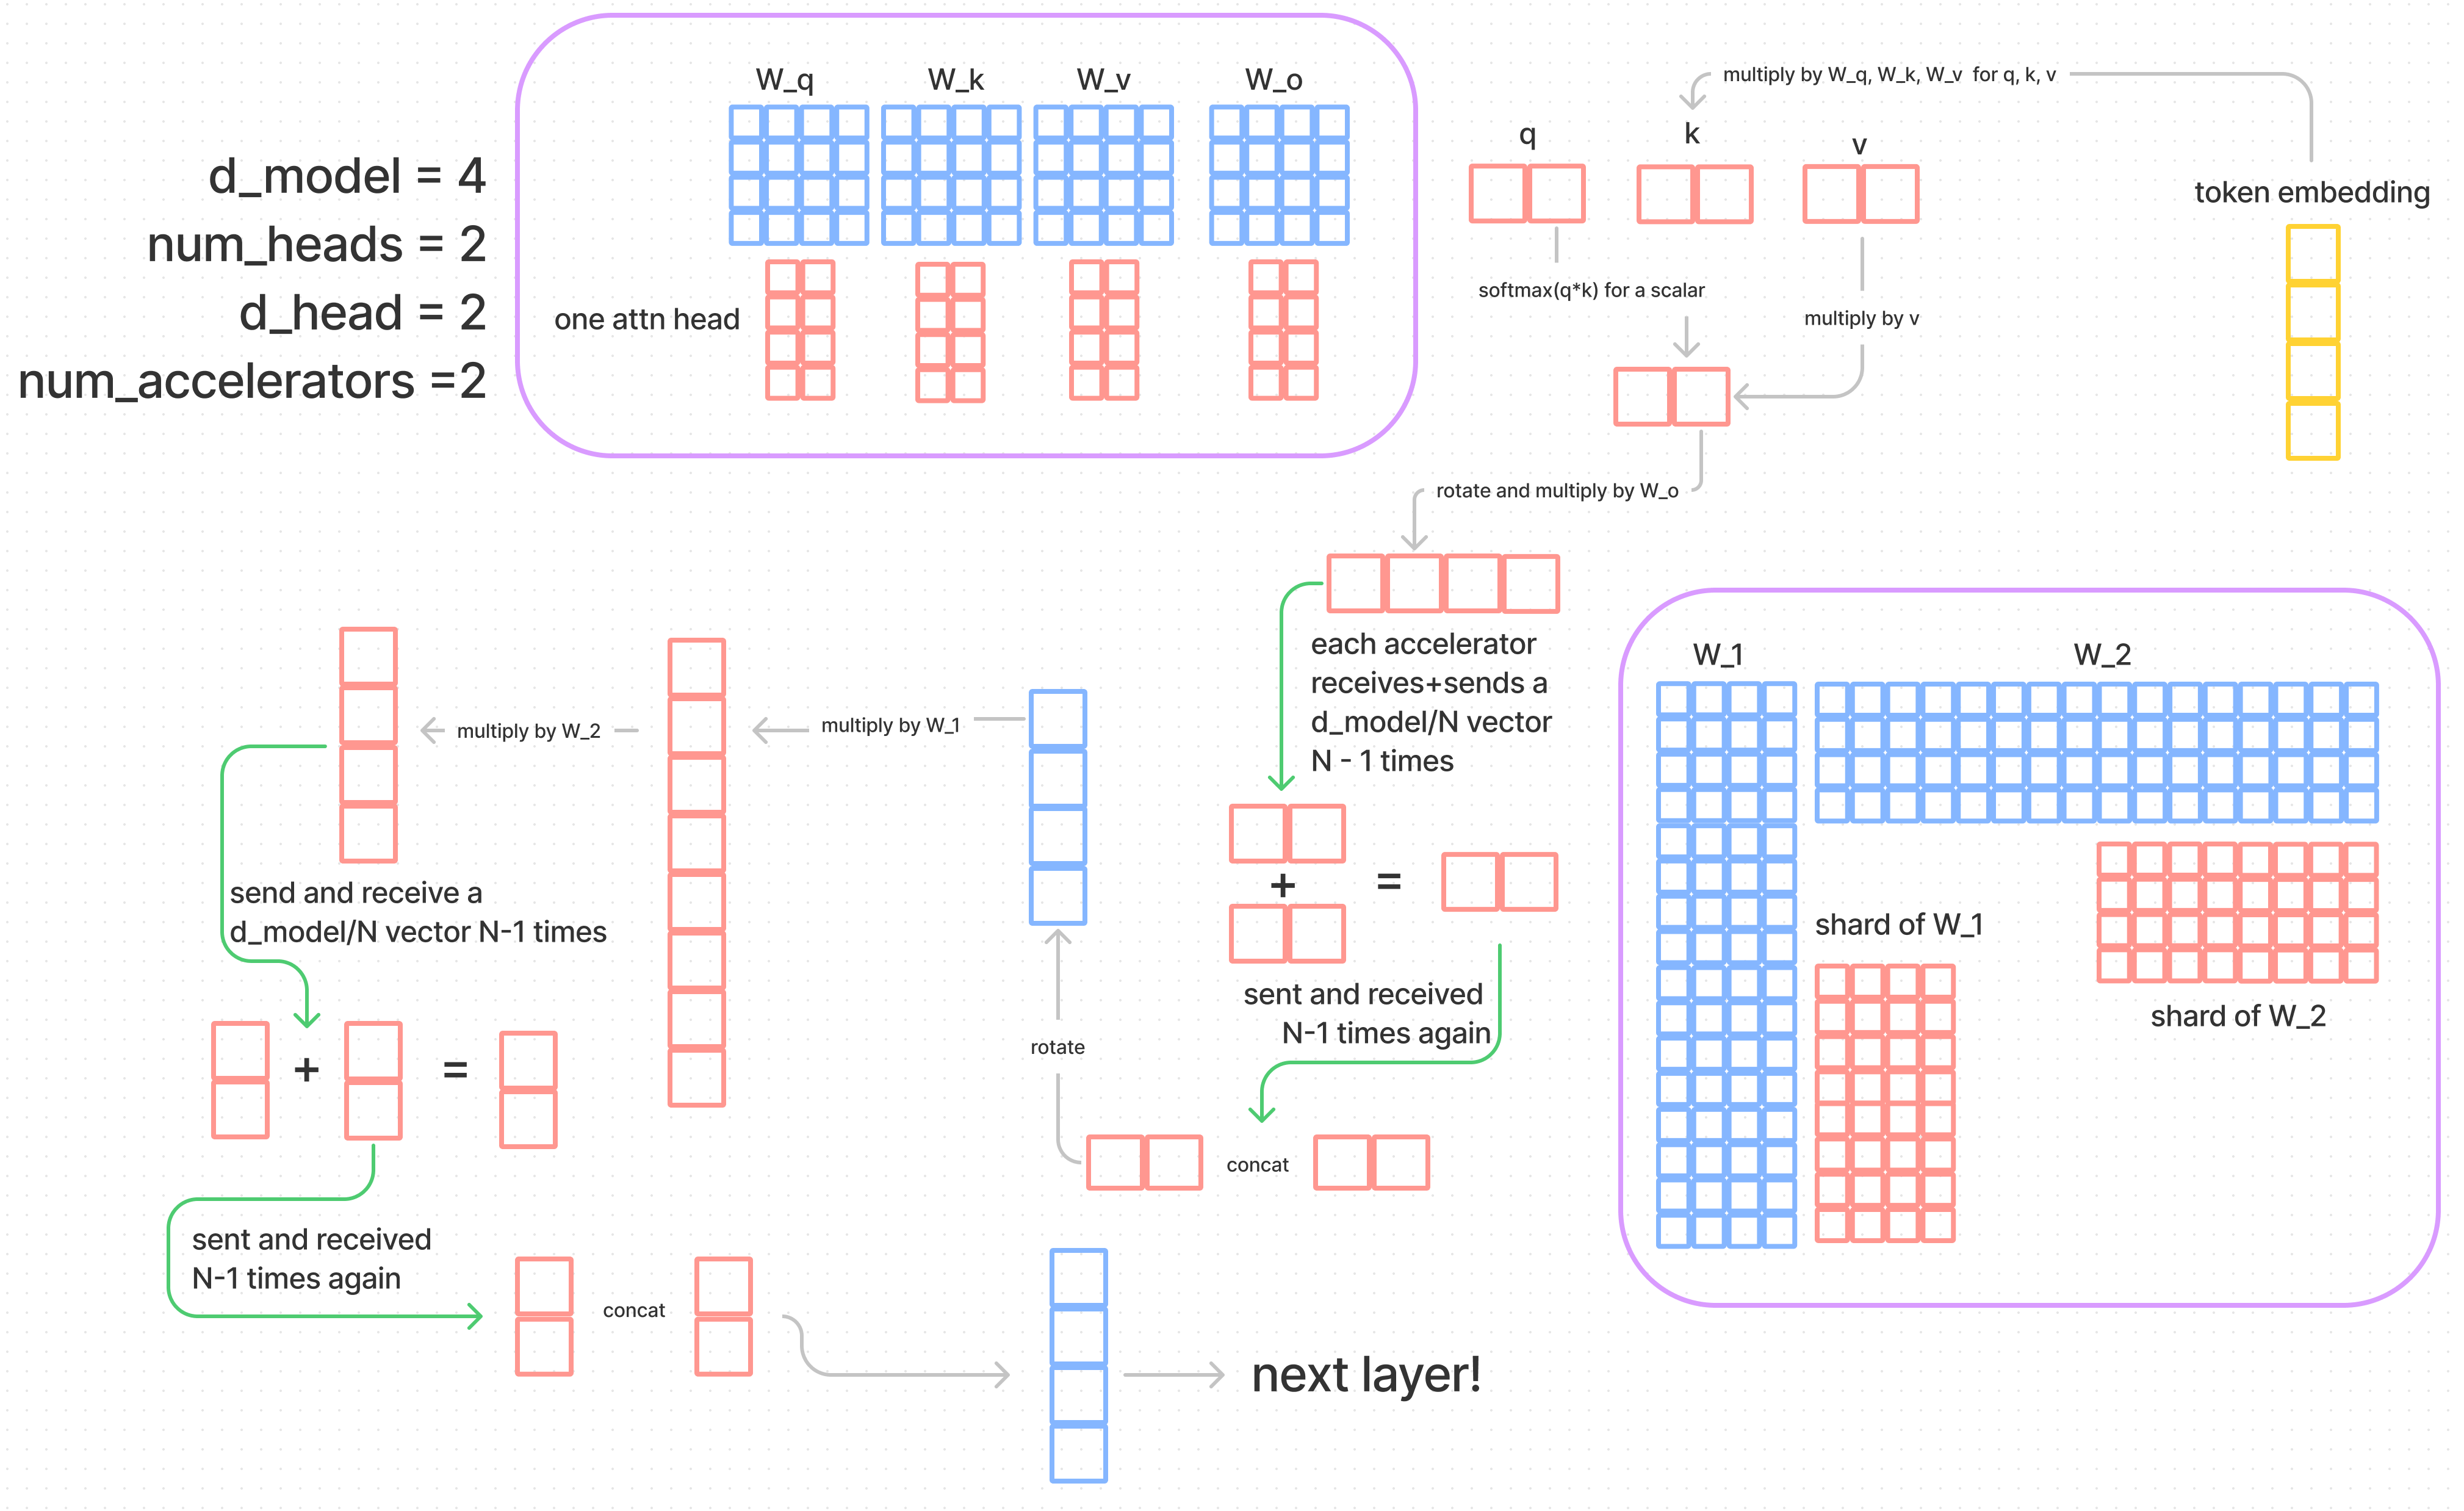 d_model = 4
num_heads = 2
d_head = 2
num_accelerators =2
W_q
W_k
W_v
W_o
one attn head
multiply by W_q, W_k, W_v  for q, k, v
q
k
v
token embedding
softmax(q*k) for a scalar
multiply by v
rotate and multiply by W_o
each accelerator
receives+sends a
d_model/N vector
N - 1 times
+
=
sent and received
N-1 times again
concat
rotate
multiply by W_1
multiply by W_2
send and receive a
d_model/N vector N-1 times
+
=
sent and received
N-1 times again
concat
next layer!
W_1
W_2
shard of W_1
shard of W_2